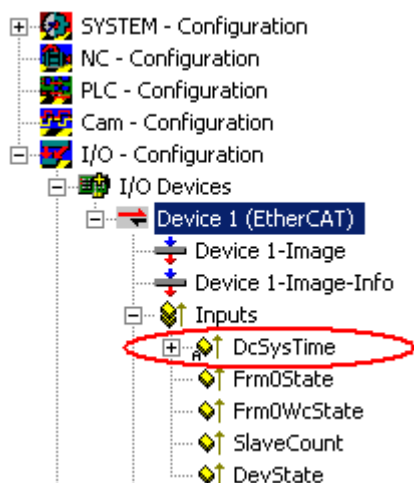 SYSTEM - Configuration
NC - Configuration
PLC - Configuration
Cam - Configuration
I/O - Configuration
I/O Devices
Device 1 (EtherCAT)
Device 1-Image
Device 1-Image-Info
Inputs
DcSysTime
Frm0State
Frm0WcState
SlaveCount
DevState